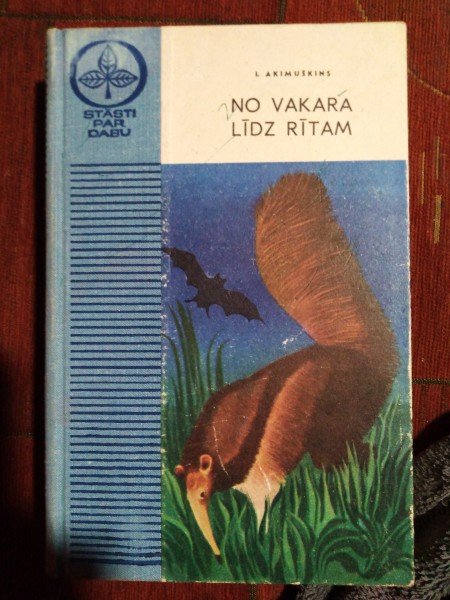 STĀSTI
PAR
DABU
I. AKIMUŠKINS
NO VAKARA
LĪDZ RĪTAM